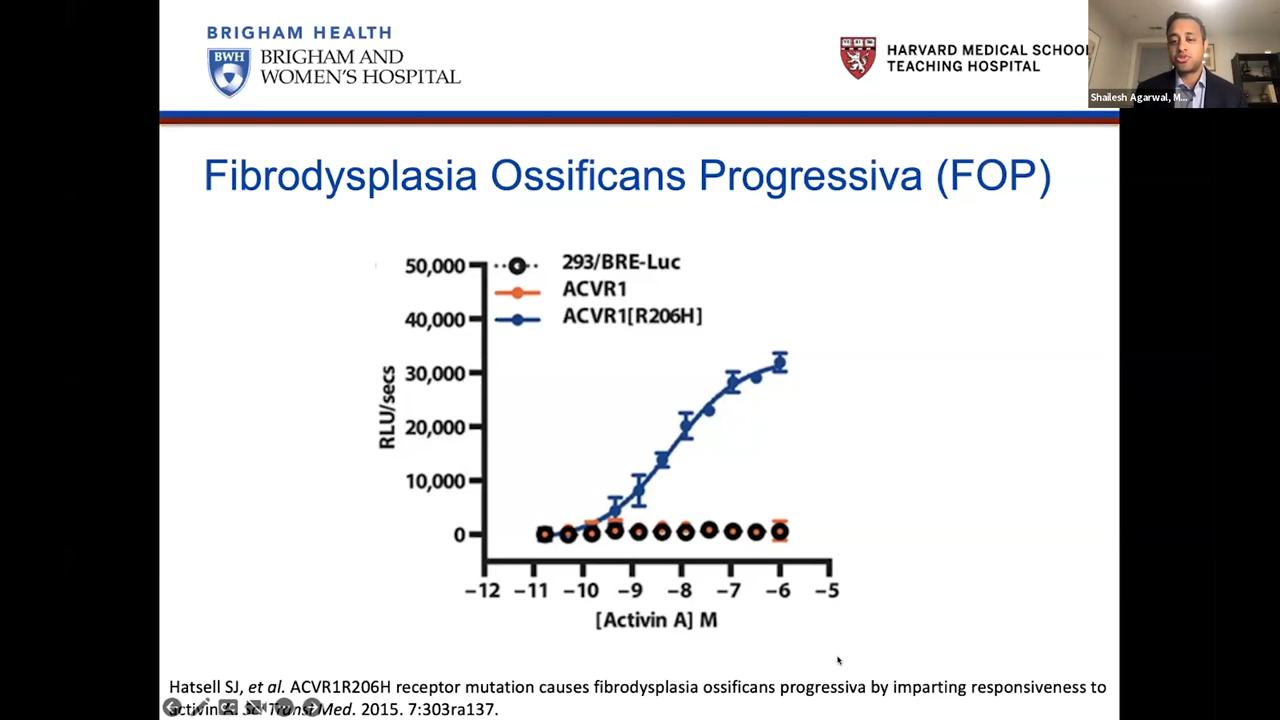 BRIGHAM HEALTH
BWH
BRIGHAM AND
WOMEN'S HOSPITAL
HARVARD MEDICAL SCHOOL
TEACHING HOSPITAL
Shailesh Agarwal, M...
Fibrodysplasia Ossificans Progressiva (FOP)
293/BRE-Luc
ACVR1
ACVR1[R206H]
50,000
40,000
30,000
20,000
10,000
0
RLU/secs
−12 −11 −10 −9 −8 −7 −6 −5
[Activin A] M
Hatsell SJ, et al. ACVR1R206H receptor mutation causes fibrodysplasia ossificans progressiva by imparting responsiveness to
activin A. Sci Transl Med. 2015. 7:303ra137.